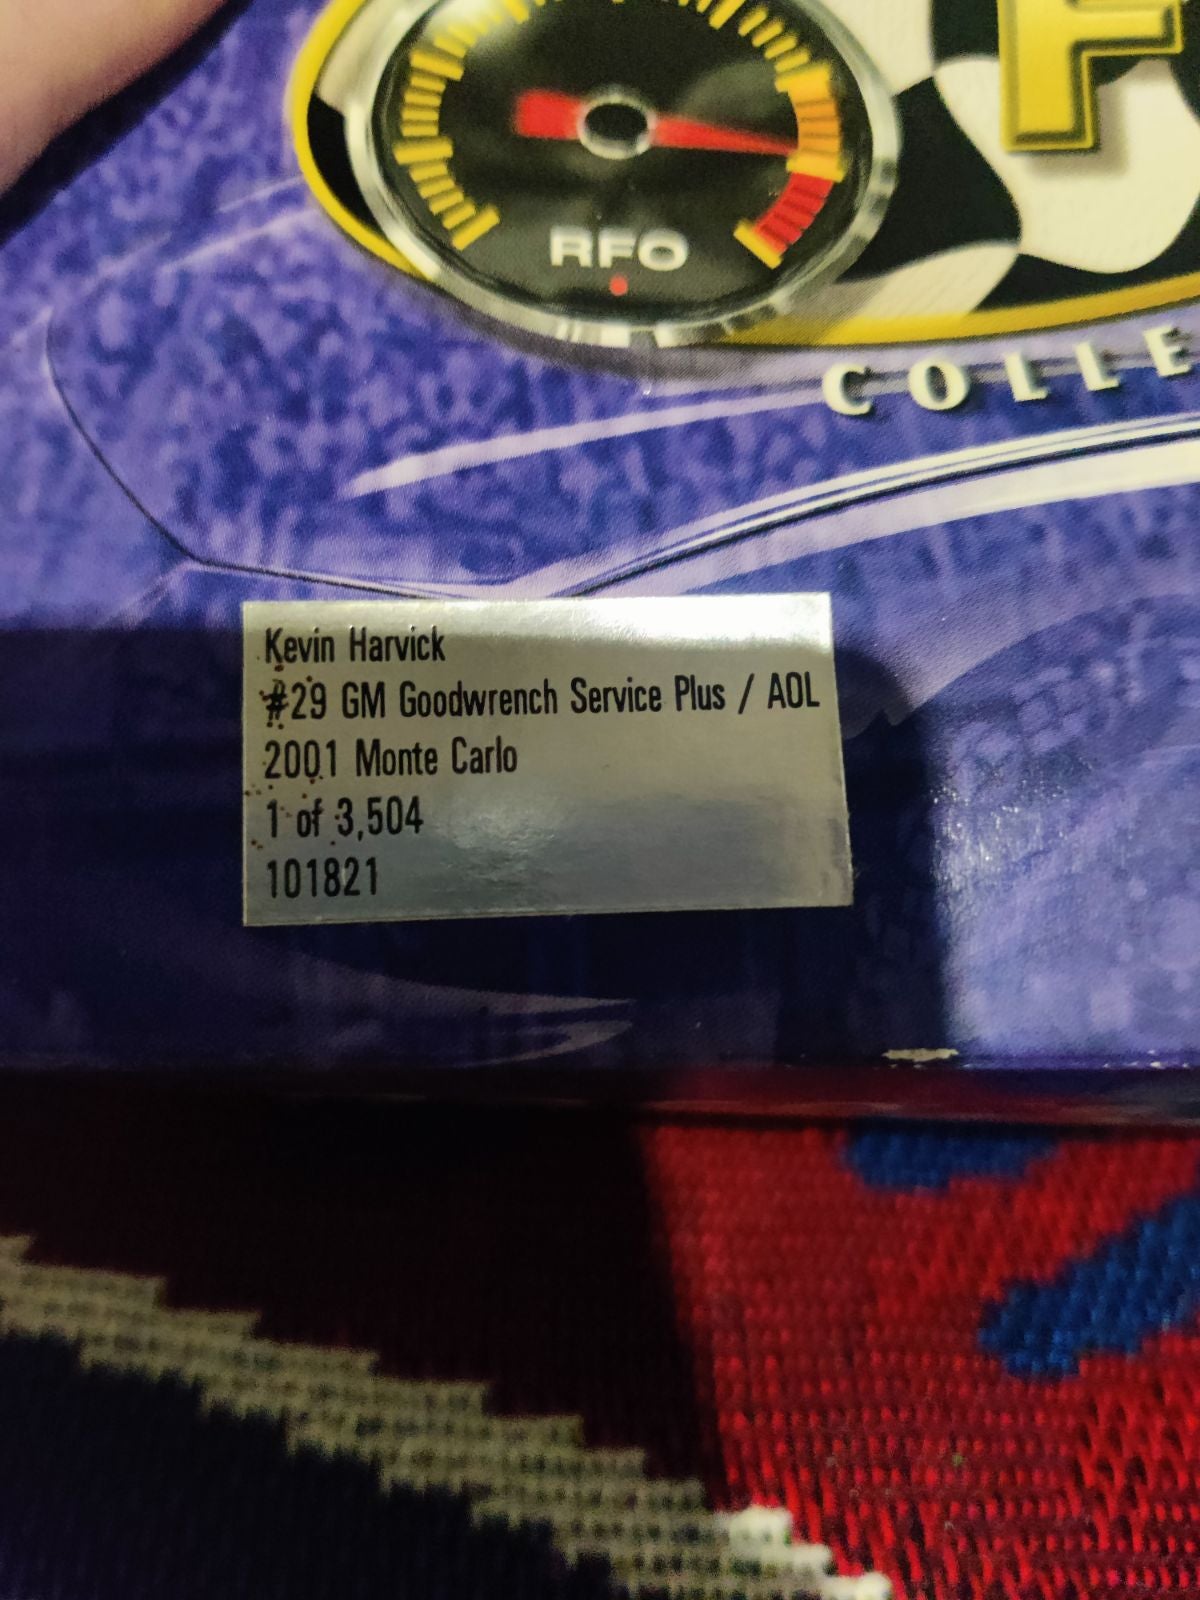 F
RFO
COLLE
Kevin Harvick
#29 GM Goodwrench Service Plus / AOL
2001 Monte Carlo
1 of 3,504
101821